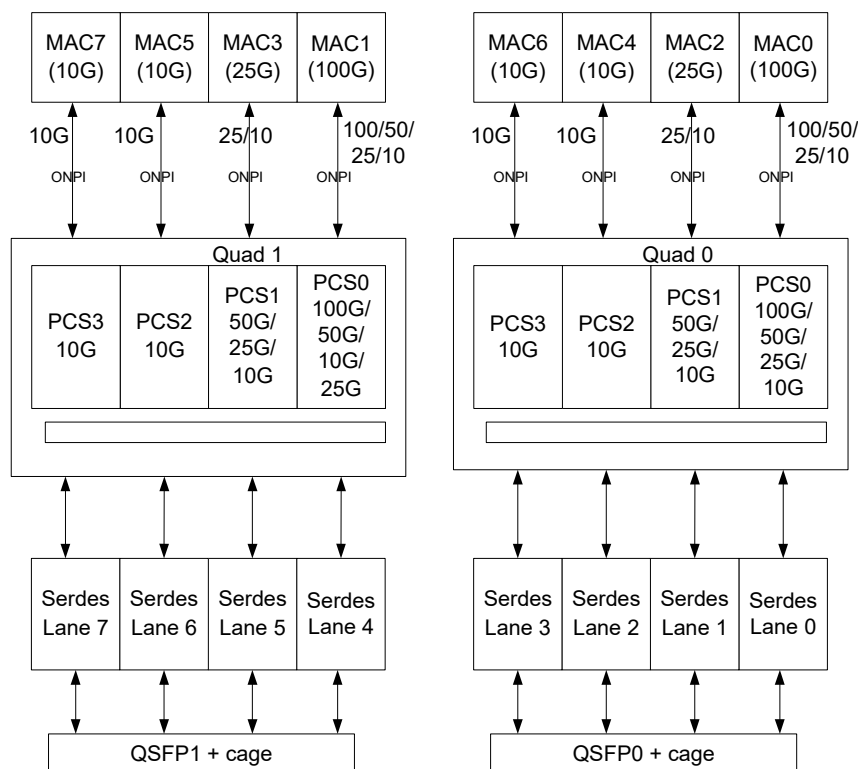 MAC7 MAC5 MAC3 MAC1 MAC6 MAC4 MAC2 MAC0
(10G) (10G) (25G) (100G) (10G) (10G) (25G) (100G)
10G 10G 25/10 100/50/ 10G 10G 25/10 100/50/
25/10 25/10
ONPI ONPI ONPI ONPI ONPI ONPI ONPI ONPI
Quad 1 Quad 0
PCS3 PCS2 PCS1 PCS0 PCS3 PCS2 PCS1 PCS0
10G 10G 50G/ 100G/ 10G 10G 50G/ 100G/
25G/ 50G/ 25G/ 50G/
10G 10G/ 10G 25G/
25G 10G
Serdes Serdes Serdes Serdes Serdes Serdes Serdes Serdes
Lane 7 Lane 6 Lane 5 Lane 4 Lane 3 Lane 2 Lane 1 Lane 0
QSFP1 + cage QSFP0 + cage